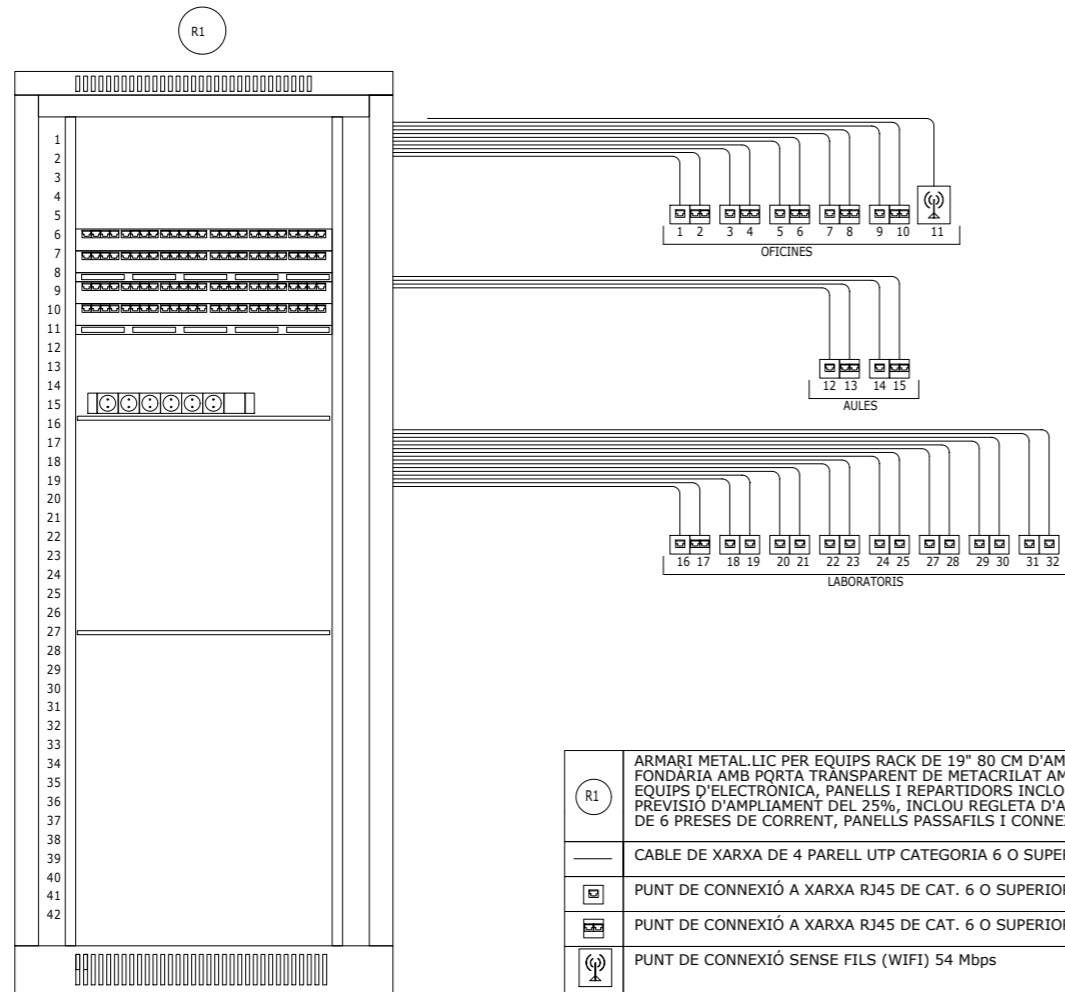 R1
1
2
3
4
5
6
7
8
9
10
11
12
13
14
15
16
17
18
19
20
21
22
23
24
25
26
27
28
29
30
31
32
33
34
35
36
37
38
39
40
41
42
1 2 3 4 5 6 7 8 9 10 11
OFICINES
12 13 14 15
AULES
16 17 18 19 20 21 22 23 24 25 27 28 29 30 31 32
LABORATORIS
R1
ARMARI METAL.LIC PER EQUIPS RACK DE 19" 80 CM D'AM
FONDÀRIA AMB PORTA TRANSPARENT DE METACRILAT AM
EQUIPS D'ELECTRÒNICA, PANELLS I REPARTIDORS INCLO
PREVISIÓ D'AMPLIAMENT DEL 25%, INCLOU REGLETA D'A
DE 6 PRESES DE CORRENT, PANELLS PASSAFILS I CONNE
CABLE DE XARXA DE 4 PARELL UTP CATEGORIA 6 O SUPE
PUNT DE CONNEXIÓ A XARXA RJ45 DE CAT. 6 O SUPERIO
PUNT DE CONNEXIÓ A XARXA RJ45 DE CAT. 6 O SUPERIO
PUNT DE CONNEXIÓ SENSE FILS (WIFI) 54 Mbps